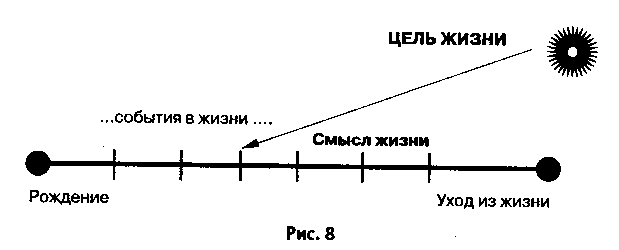 ЦЕЛЬ ЖИЗНИ
...события в жизни ....
Смысл жизни
Рождение
Уход из жизни
Рис. 8